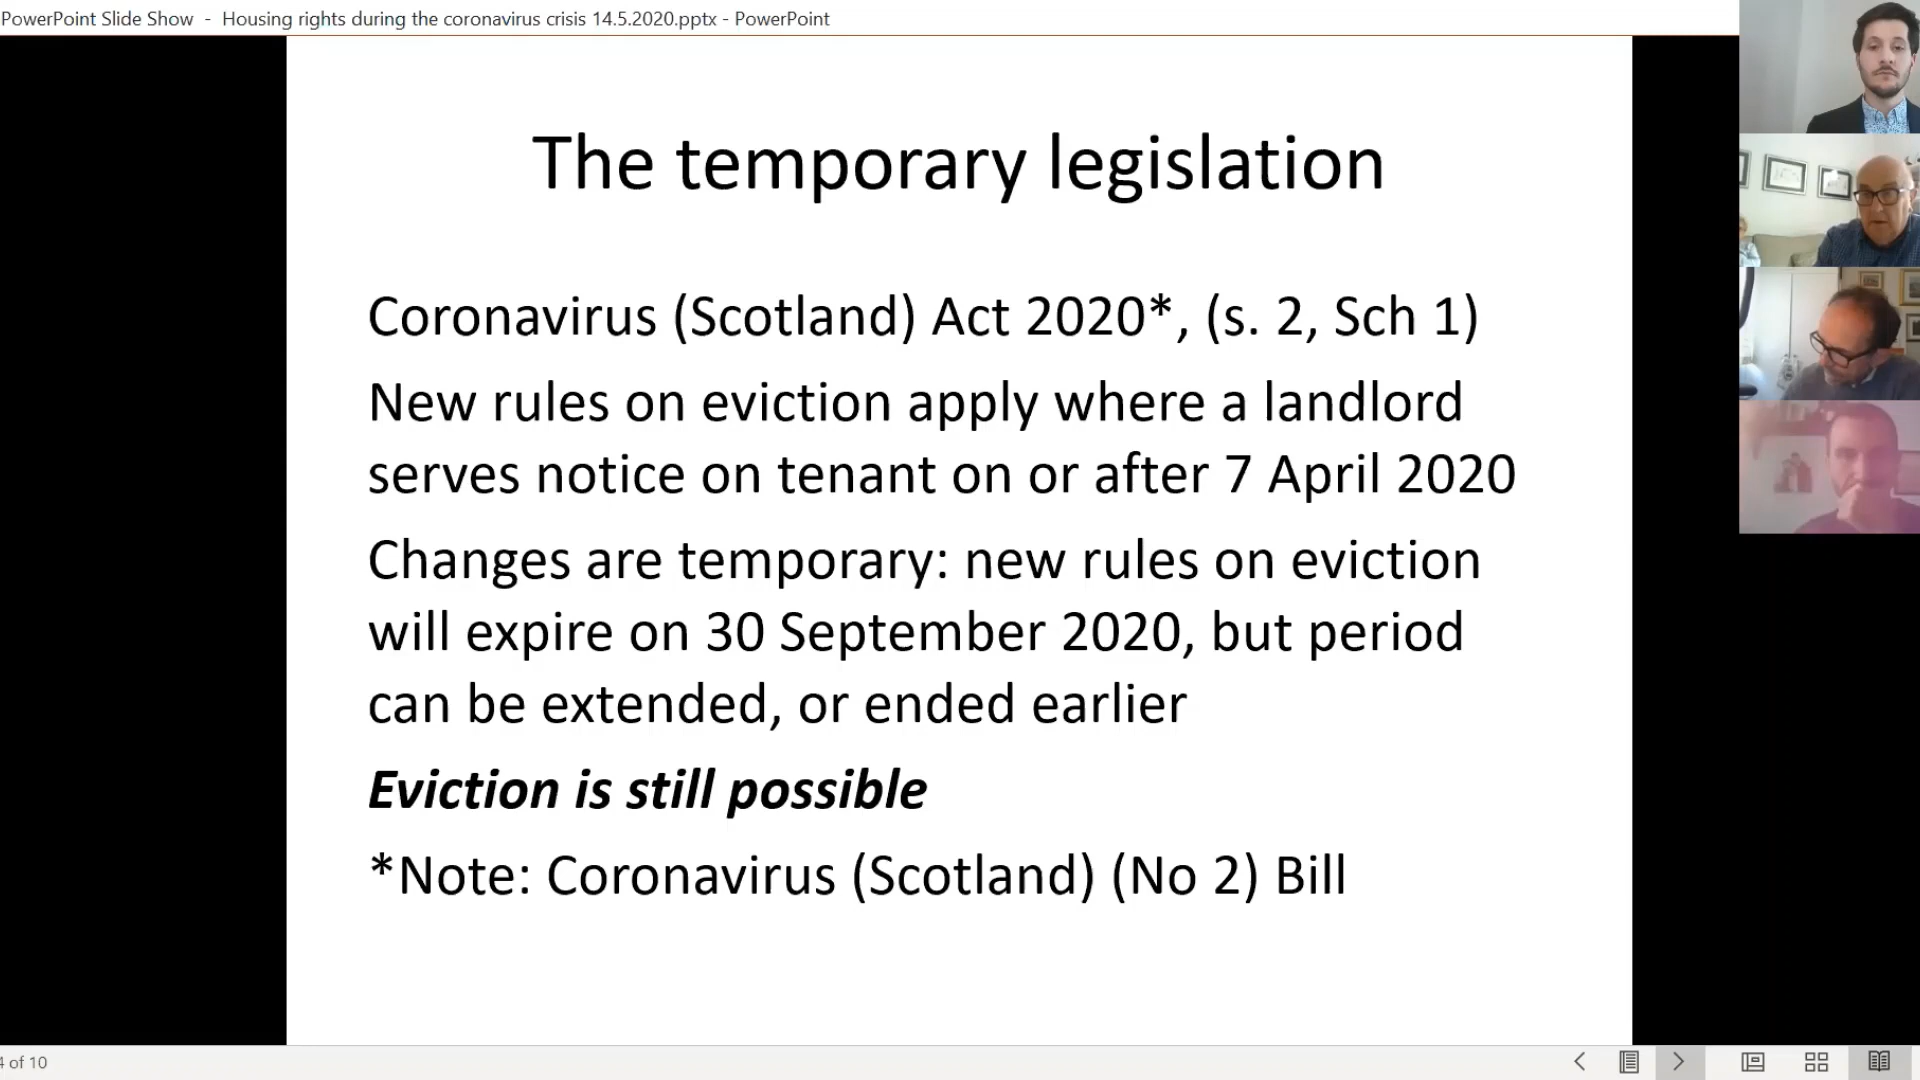 PowerPoint Slide Show - Housing rights during the coronavirus crisis 14.5.2020.pptx - PowerPoint
The temporary legislation
Coronavirus (Scotland) Act 2020*, (s. 2, Sch 1)
New rules on eviction apply where a landlord
serves notice on tenant on or after 7 April 2020
Changes are temporary: new rules on eviction
will expire on 30 September 2020, but period
can be extended, or ended earlier
Eviction is still possible
*Note: Coronavirus (Scotland) (No 2) Bill
4 of 10